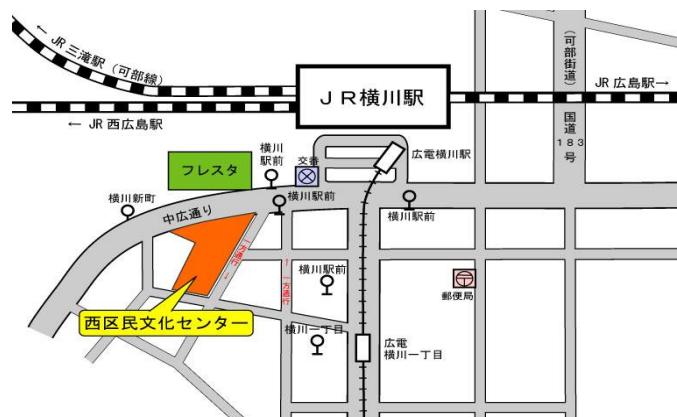 ← JR 三滝駅（可部線）
JR横川駅
（可部街道）
国道183号
JR 広島駅→
← JR 西広島駅
横川
駅前
交番
広電横川駅
フレスタ
横川駅前
横川駅前
横川新町
中広通り
一方通行 →
横川駅前
← 一方通行
郵便局
西区民文化センター
横川一丁目
広電
横川一丁目